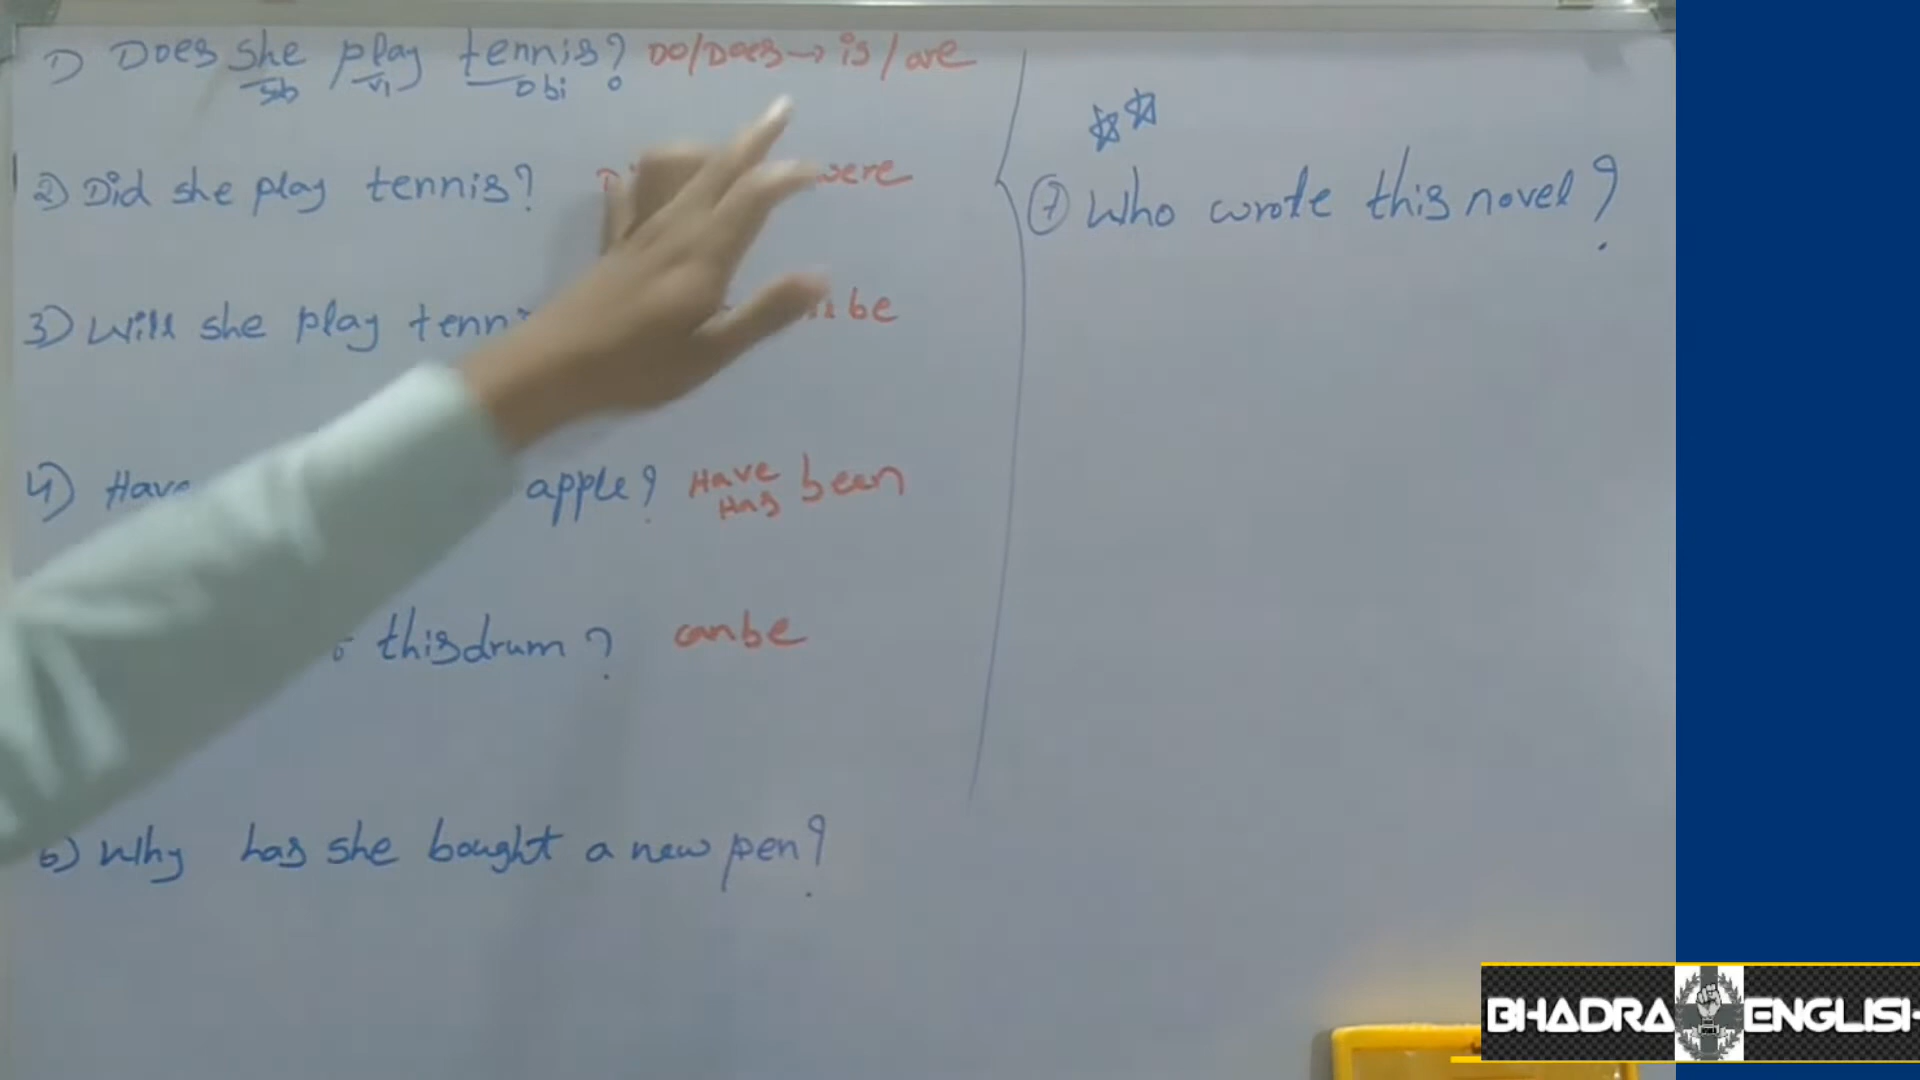 1) Does she play tennis? Do/Does → is / are
sb v1 obj
2) Did she play tennis? were
3) Will she play be
4) Have apple? Have been
Has
this drum? can be
6) Why has she bought a new pen?
7 Who wrote this novel?
BHADRA ENGLISH